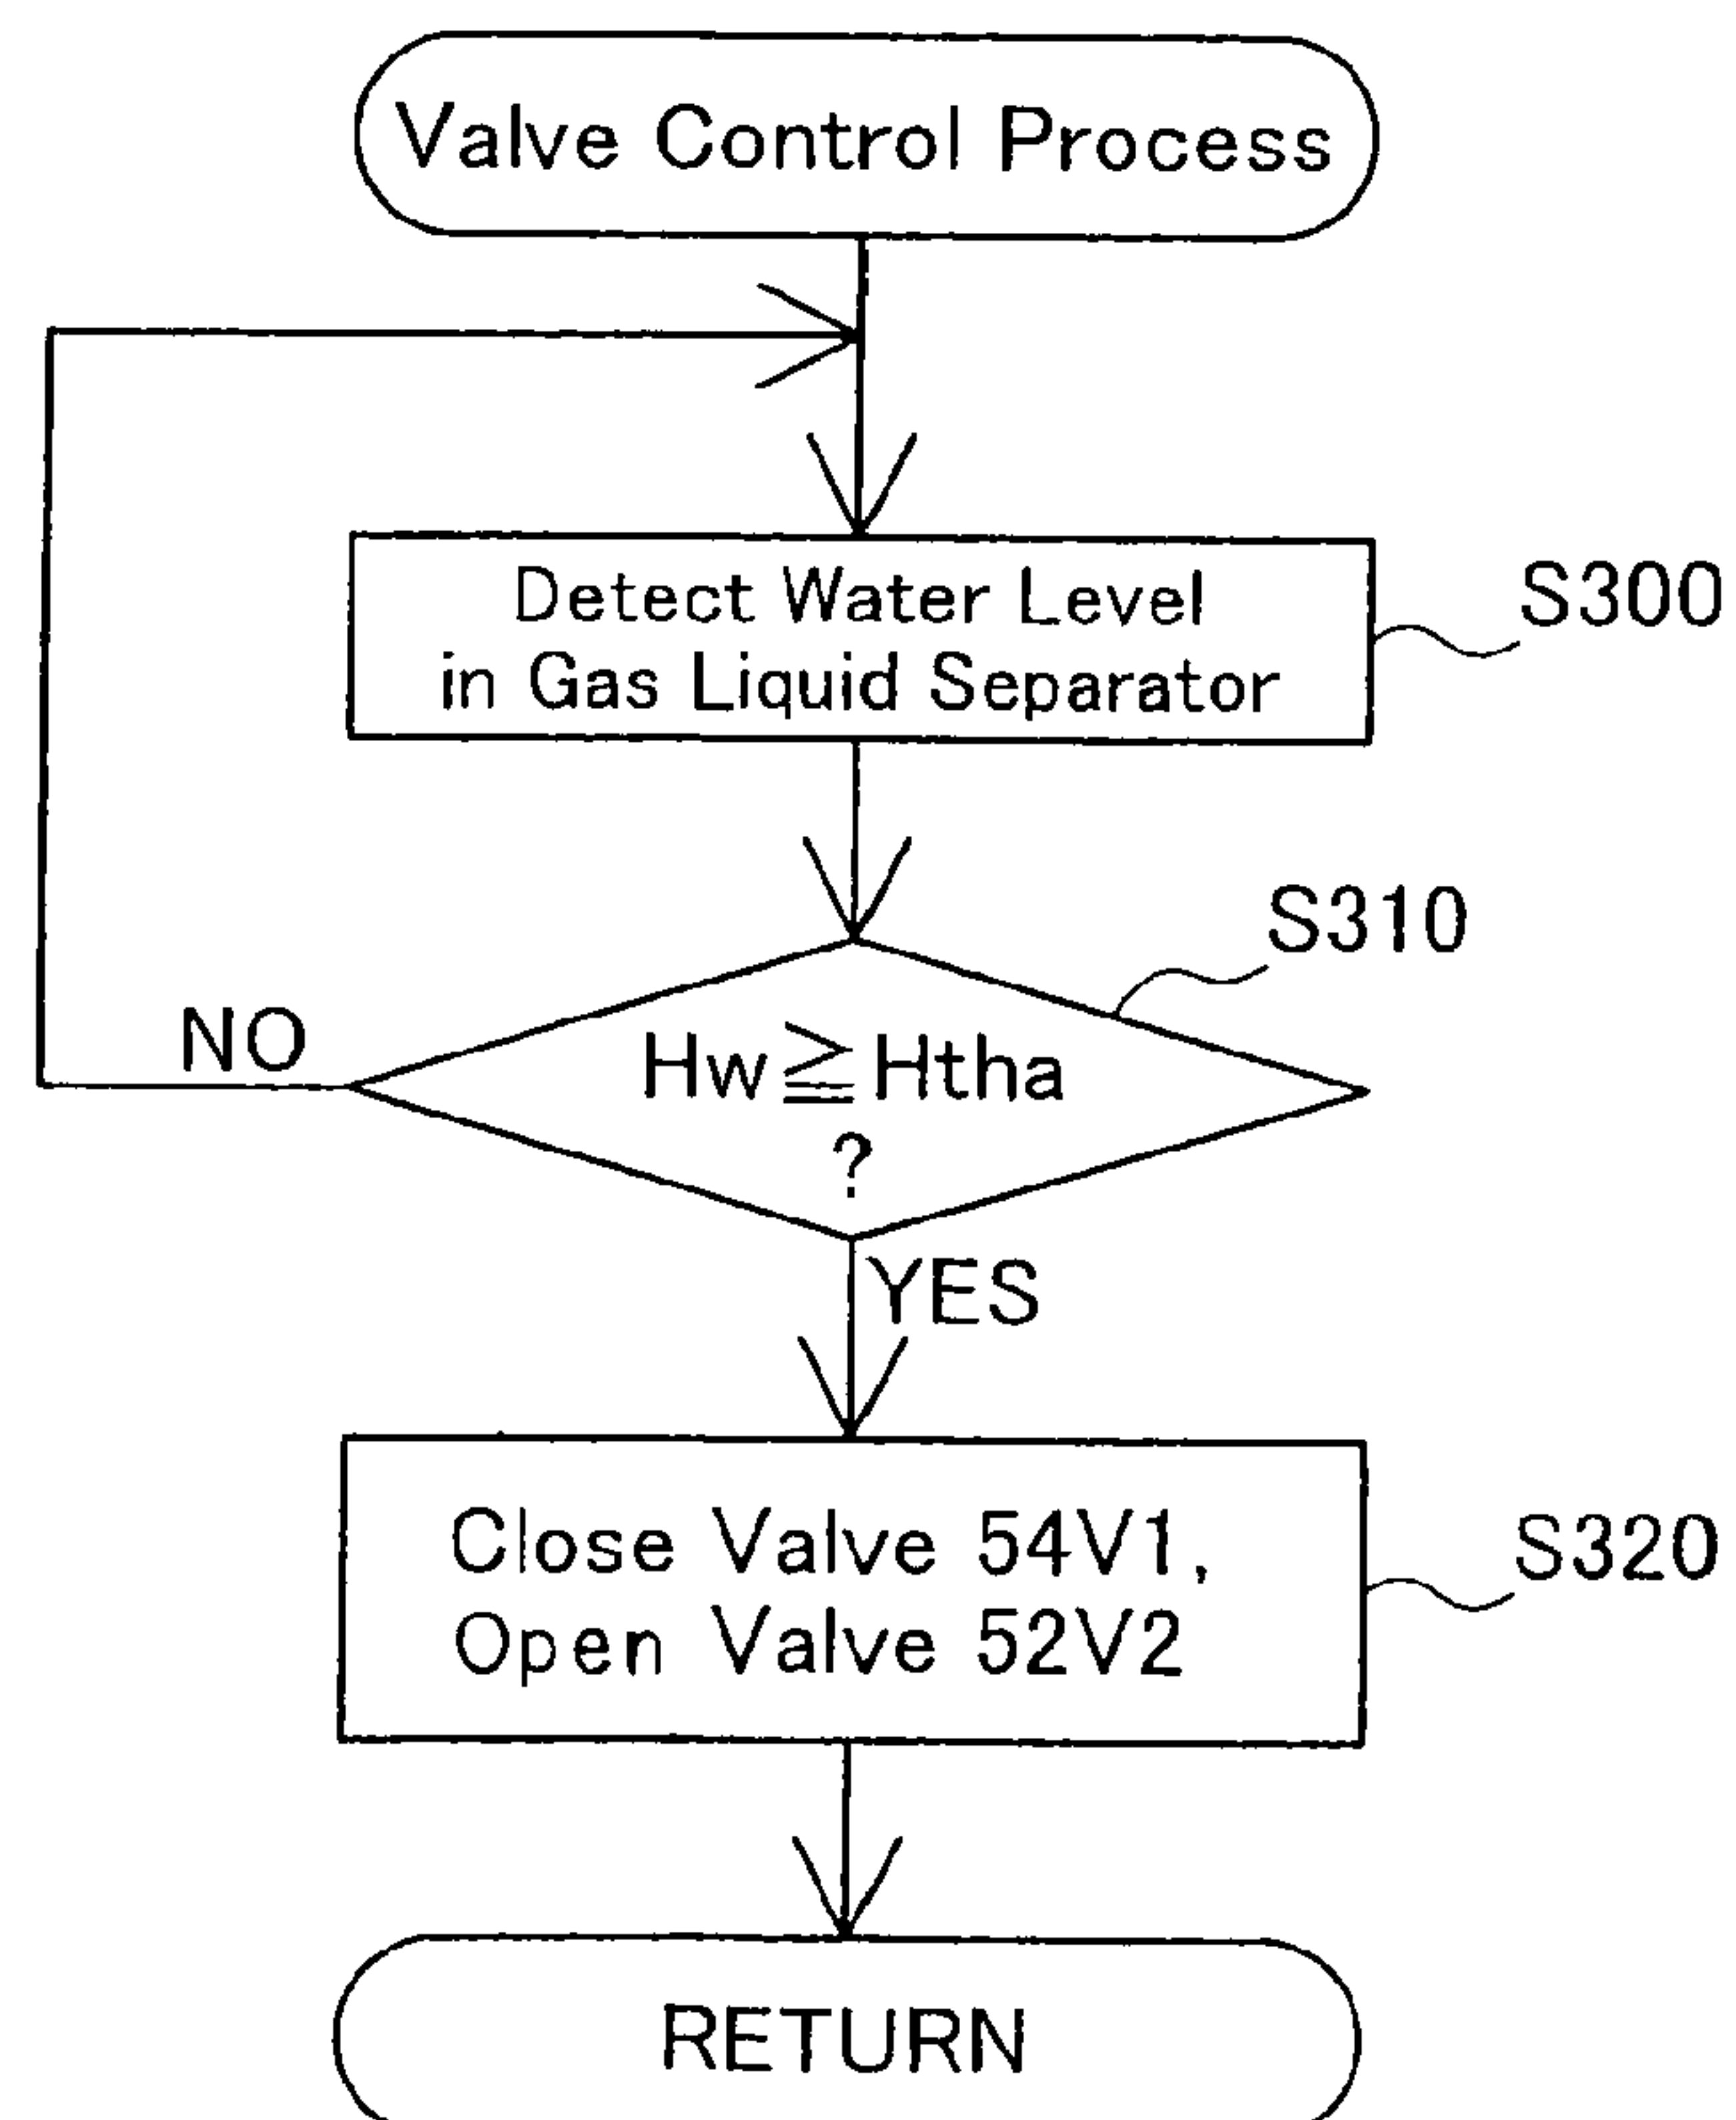 Valve Control Process
Detect Water Level
in Gas Liquid Separator
S300
S310
NO
Hw≧Htha
?
YES
Close Valve 54V1,
Open Valve 52V2
S320
RETURN